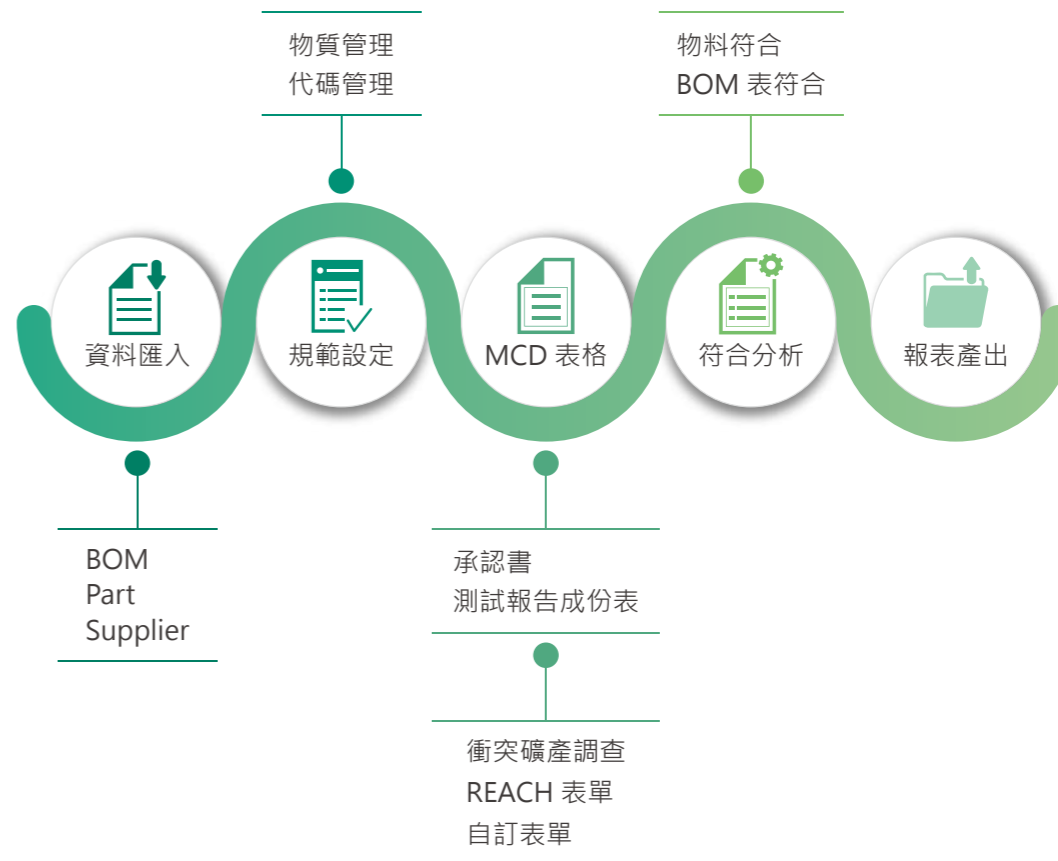 物質管理
代碼管理
物料符合
BOM 表符合
資料匯入
規範設定
MCD 表格
符合分析
報表產出
BOM
Part
Supplier
承認書
測試報告成份表
衝突礦產調查
REACH 表單
自訂表單